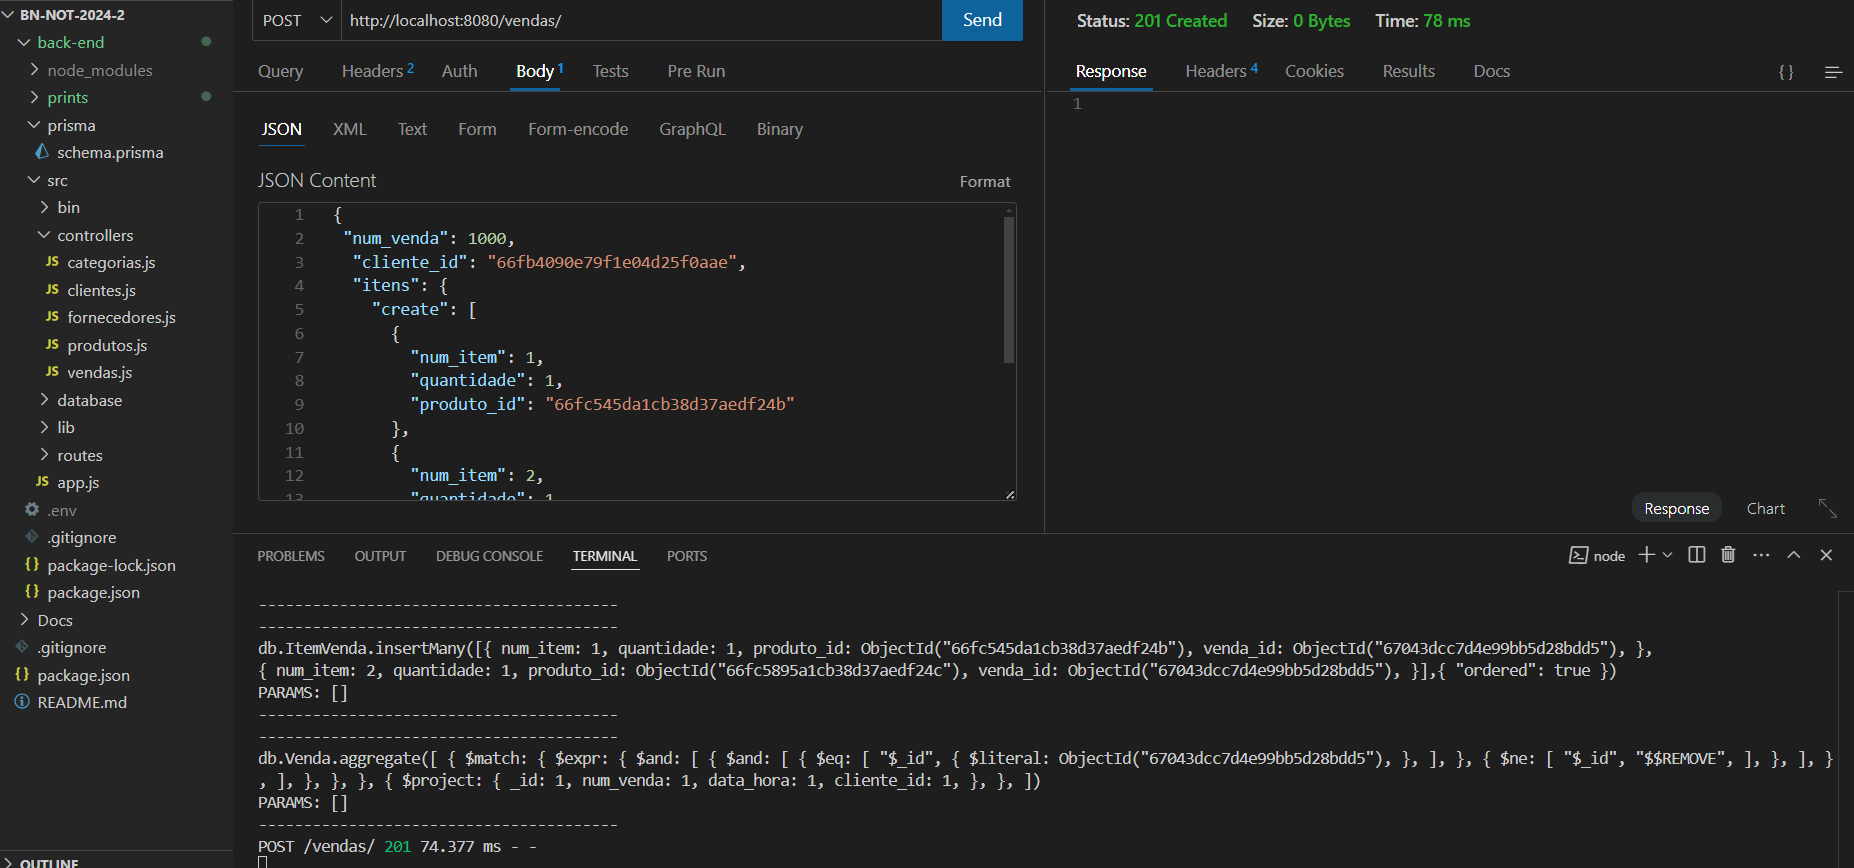 BN-NOT-2024-2
back-end
node_modules
prints
prisma
schema.prisma
src
bin
controllers
JS categorias.js
JS clientes.js
JS fornecedores.js
JS produtos.js
JS vendas.js
database
lib
routes
JS app.js
.env
.gitignore
{} package-lock.json
{} package.json
Docs
.gitignore
{} package.json
README.md
OUTLINE
POST http://localhost:8080/vendas/ Send
Query Headers 2 Auth Body 1 Tests Pre Run
JSON XML Text Form Form-encode GraphQL Binary
JSON Content Format
1 {
2 "num_venda": 1000,
3 "cliente_id": "66fb4090e79f1e04d25f0aae",
4 "itens": {
5 "create": [
6 {
7 "num_item": 1,
8 "quantidade": 1,
9 "produto_id": "66fc545da1cb38d37aedf24b"
10 },
11 {
12 "num_item": 2,
13 "quantidade": 1
Status: 201 Created Size: 0 Bytes Time: 78 ms
Response Headers 4 Cookies Results Docs {}
1
Response Chart
PROBLEMS OUTPUT DEBUG CONSOLE TERMINAL PORTS node
----------------------------------------
----------------------------------------
db.ItemVenda.insertMany([{ num_item: 1, quantidade: 1, produto_id: ObjectId("66fc545da1cb38d37aedf24b"), venda_id: ObjectId("67043dcc7d4e99bb5d28bdd5"), },
{ num_item: 2, quantidade: 1, produto_id: ObjectId("66fc5895a1cb38d37aedf24c"), venda_id: ObjectId("67043dcc7d4e99bb5d28bdd5"), }],{ "ordered": true })
PARAMS: []
----------------------------------------
----------------------------------------
db.Venda.aggregate([ { $match: { $expr: { $and: [ { $and: [ { $eq: [ "$_id", { $literal: ObjectId("67043dcc7d4e99bb5d28bdd5"), }, ], }, { $ne: [ "$_id", "$$REMOVE", ], }, ], }
, ], }, }, }, { $project: { _id: 1, num_venda: 1, data_hora: 1, cliente_id: 1, }, }, ])
PARAMS: []
----------------------------------------
POST /vendas/ 201 74.377 ms - -